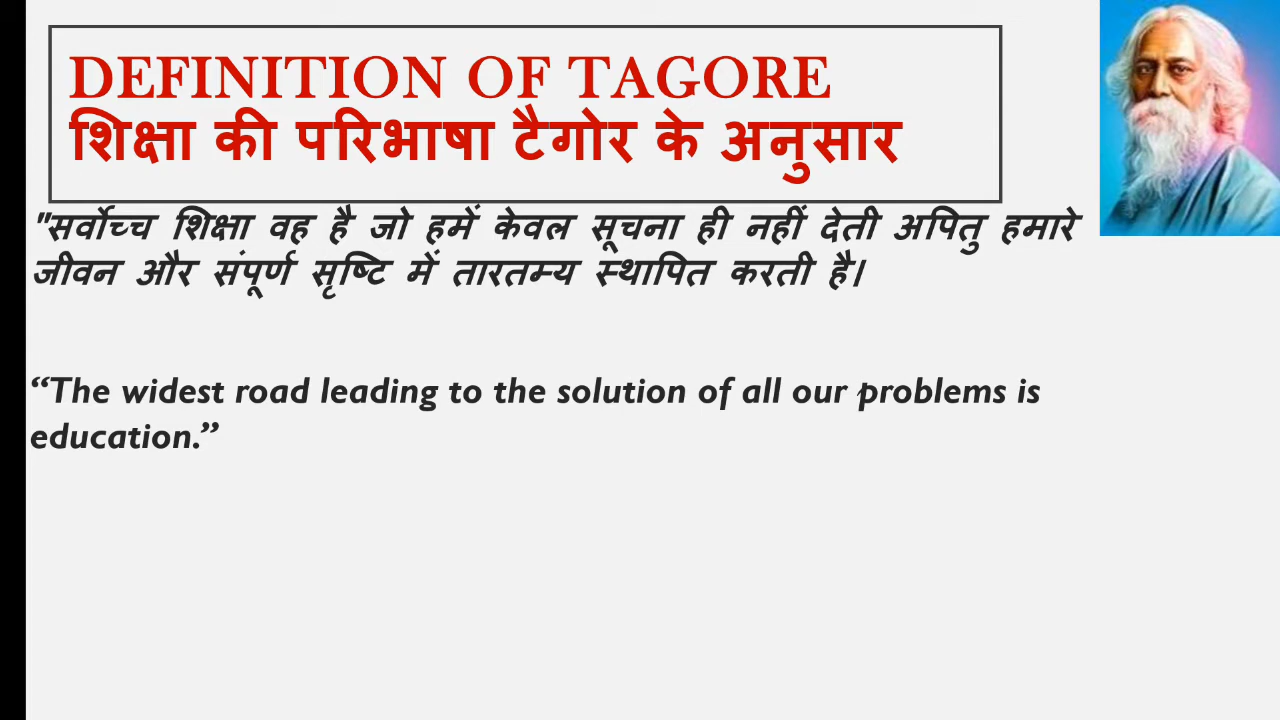 DEFINITION OF TAGORE
शिक्षा की परिभाषा टैगोर के अनुसार
"सर्वोच्च शिक्षा वह है जो हमें केवल सूचना ही नहीं देती अपितु हमारे
जीवन और संपूर्ण सृष्टि में तारतम्य स्थापित करती है।
“The widest road leading to the solution of all our problems is
education.”